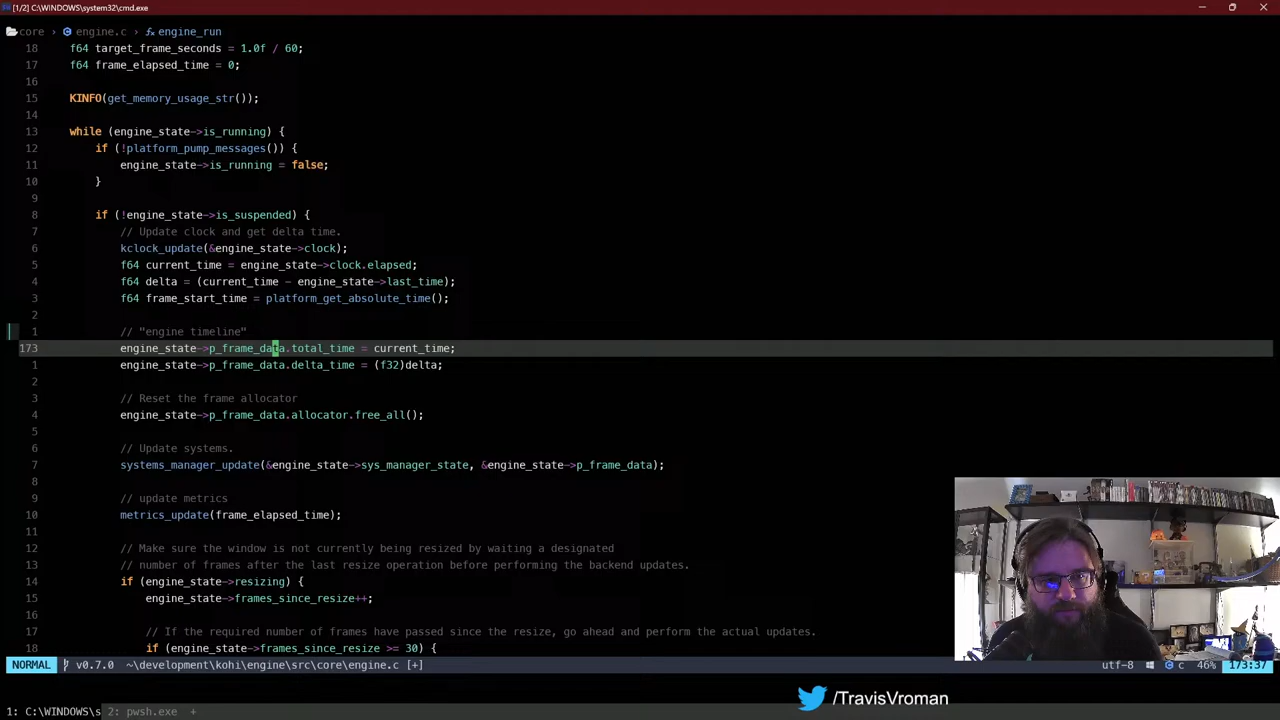 [1/2] C:\WINDOWS\system32\cmd.exe
core › engine.c › engine_run
18 f64 target_frame_seconds = 1.0f / 60;
17 f64 frame_elapsed_time = 0;
16
15 KINFO(get_memory_usage_str());
14
13 while (engine_state->is_running) {
12 if (!platform_pump_messages()) {
11 engine_state->is_running = false;
10 }
9
8 if (!engine_state->is_suspended) {
7 // Update clock and get delta time.
6 kclock_update(&engine_state->clock);
5 f64 current_time = engine_state->clock.elapsed;
4 f64 delta = (current_time - engine_state->last_time);
3 f64 frame_start_time = platform_get_absolute_time();
2
1 // "engine timeline"
173 engine_state->p_frame_data.total_time = current_time;
1 engine_state->p_frame_data.delta_time = (f32)delta;
2
3 // Reset the frame allocator
4 engine_state->p_frame_data.allocator.free_all();
5
6 // Update systems.
7 systems_manager_update(&engine_state->sys_manager_state, &engine_state->p_frame_data);
8
9 // update metrics
10 metrics_update(frame_elapsed_time);
11
12 // Make sure the window is not currently being resized by waiting a designated
13 // number of frames after the last resize operation before performing the backend updates.
14 if (engine_state->resizing) {
15 engine_state->frames_since_resize++;
16
17 // If the required number of frames have passed since the resize, go ahead and perform the actual updates.
18 if (engine_state->frames_since_resize >= 30) {
NORMAL v0.7.0 ~\development\kohi\engine\src\core\engine.c [+] utf-8 c 46% 173:37
/TravisVroman
1: C:\WINDOWS\s 2: pwsh.exe +